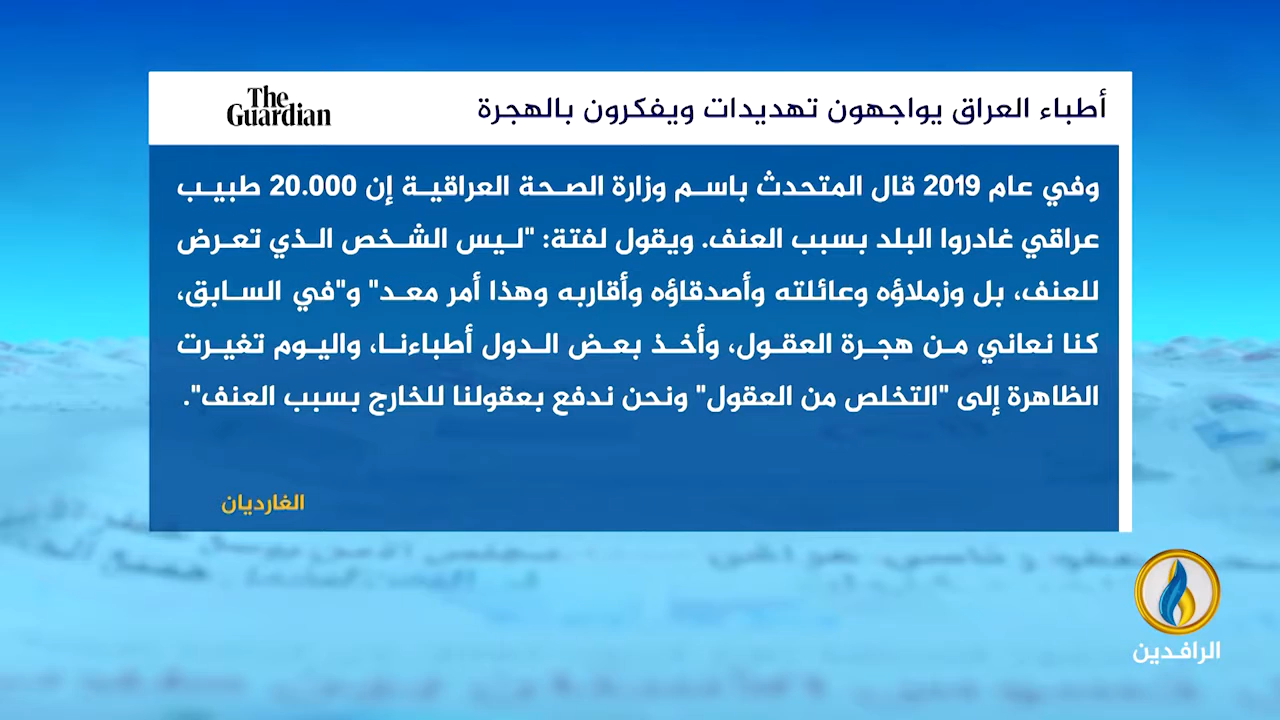 أطباء العراق يواجهون تهديدات ويفكرون بالهجرة
The
Guardian
وفي عام 2019 قال المتحدث باسم وزارة الصحة العراقية إن 20.000 طبيب
عراقي غادروا البلد بسبب العنف. ويقول لفتة: "ليس الشخص الذي تعرض
للعنف، بل وزملاؤه وعائلته وأصدقاؤه وأقاربه وهذا أمر معد" و"في السابق،
كنا نعاني من هجرة العقول، وأخذ بعض الدول أطباءنا، واليوم تغيرت
الظاهرة إلى "التخلص من العقول" ونحن ندفع بعقولنا للخارج بسبب العنف".
الغارديان
الرافدين